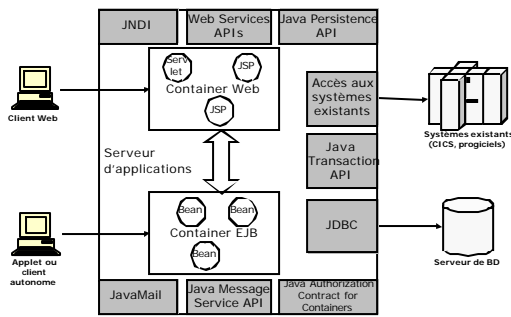 JNDI
Web Services
APIs
Java Persistence
API
Serv
let
JSP
Container Web
JSP
Accès aux
systèmes
existants
Client Web
Systèmes existants
(CICS, progiciels)
Serveur
d'applications
Java
Transaction
API
Bean
Bean
Container EJB
Bean
JDBC
Applet ou
client
autonome
Serveur de BD
JavaMail
Java Message
Service API
Java Authorization
Contract for
Containers